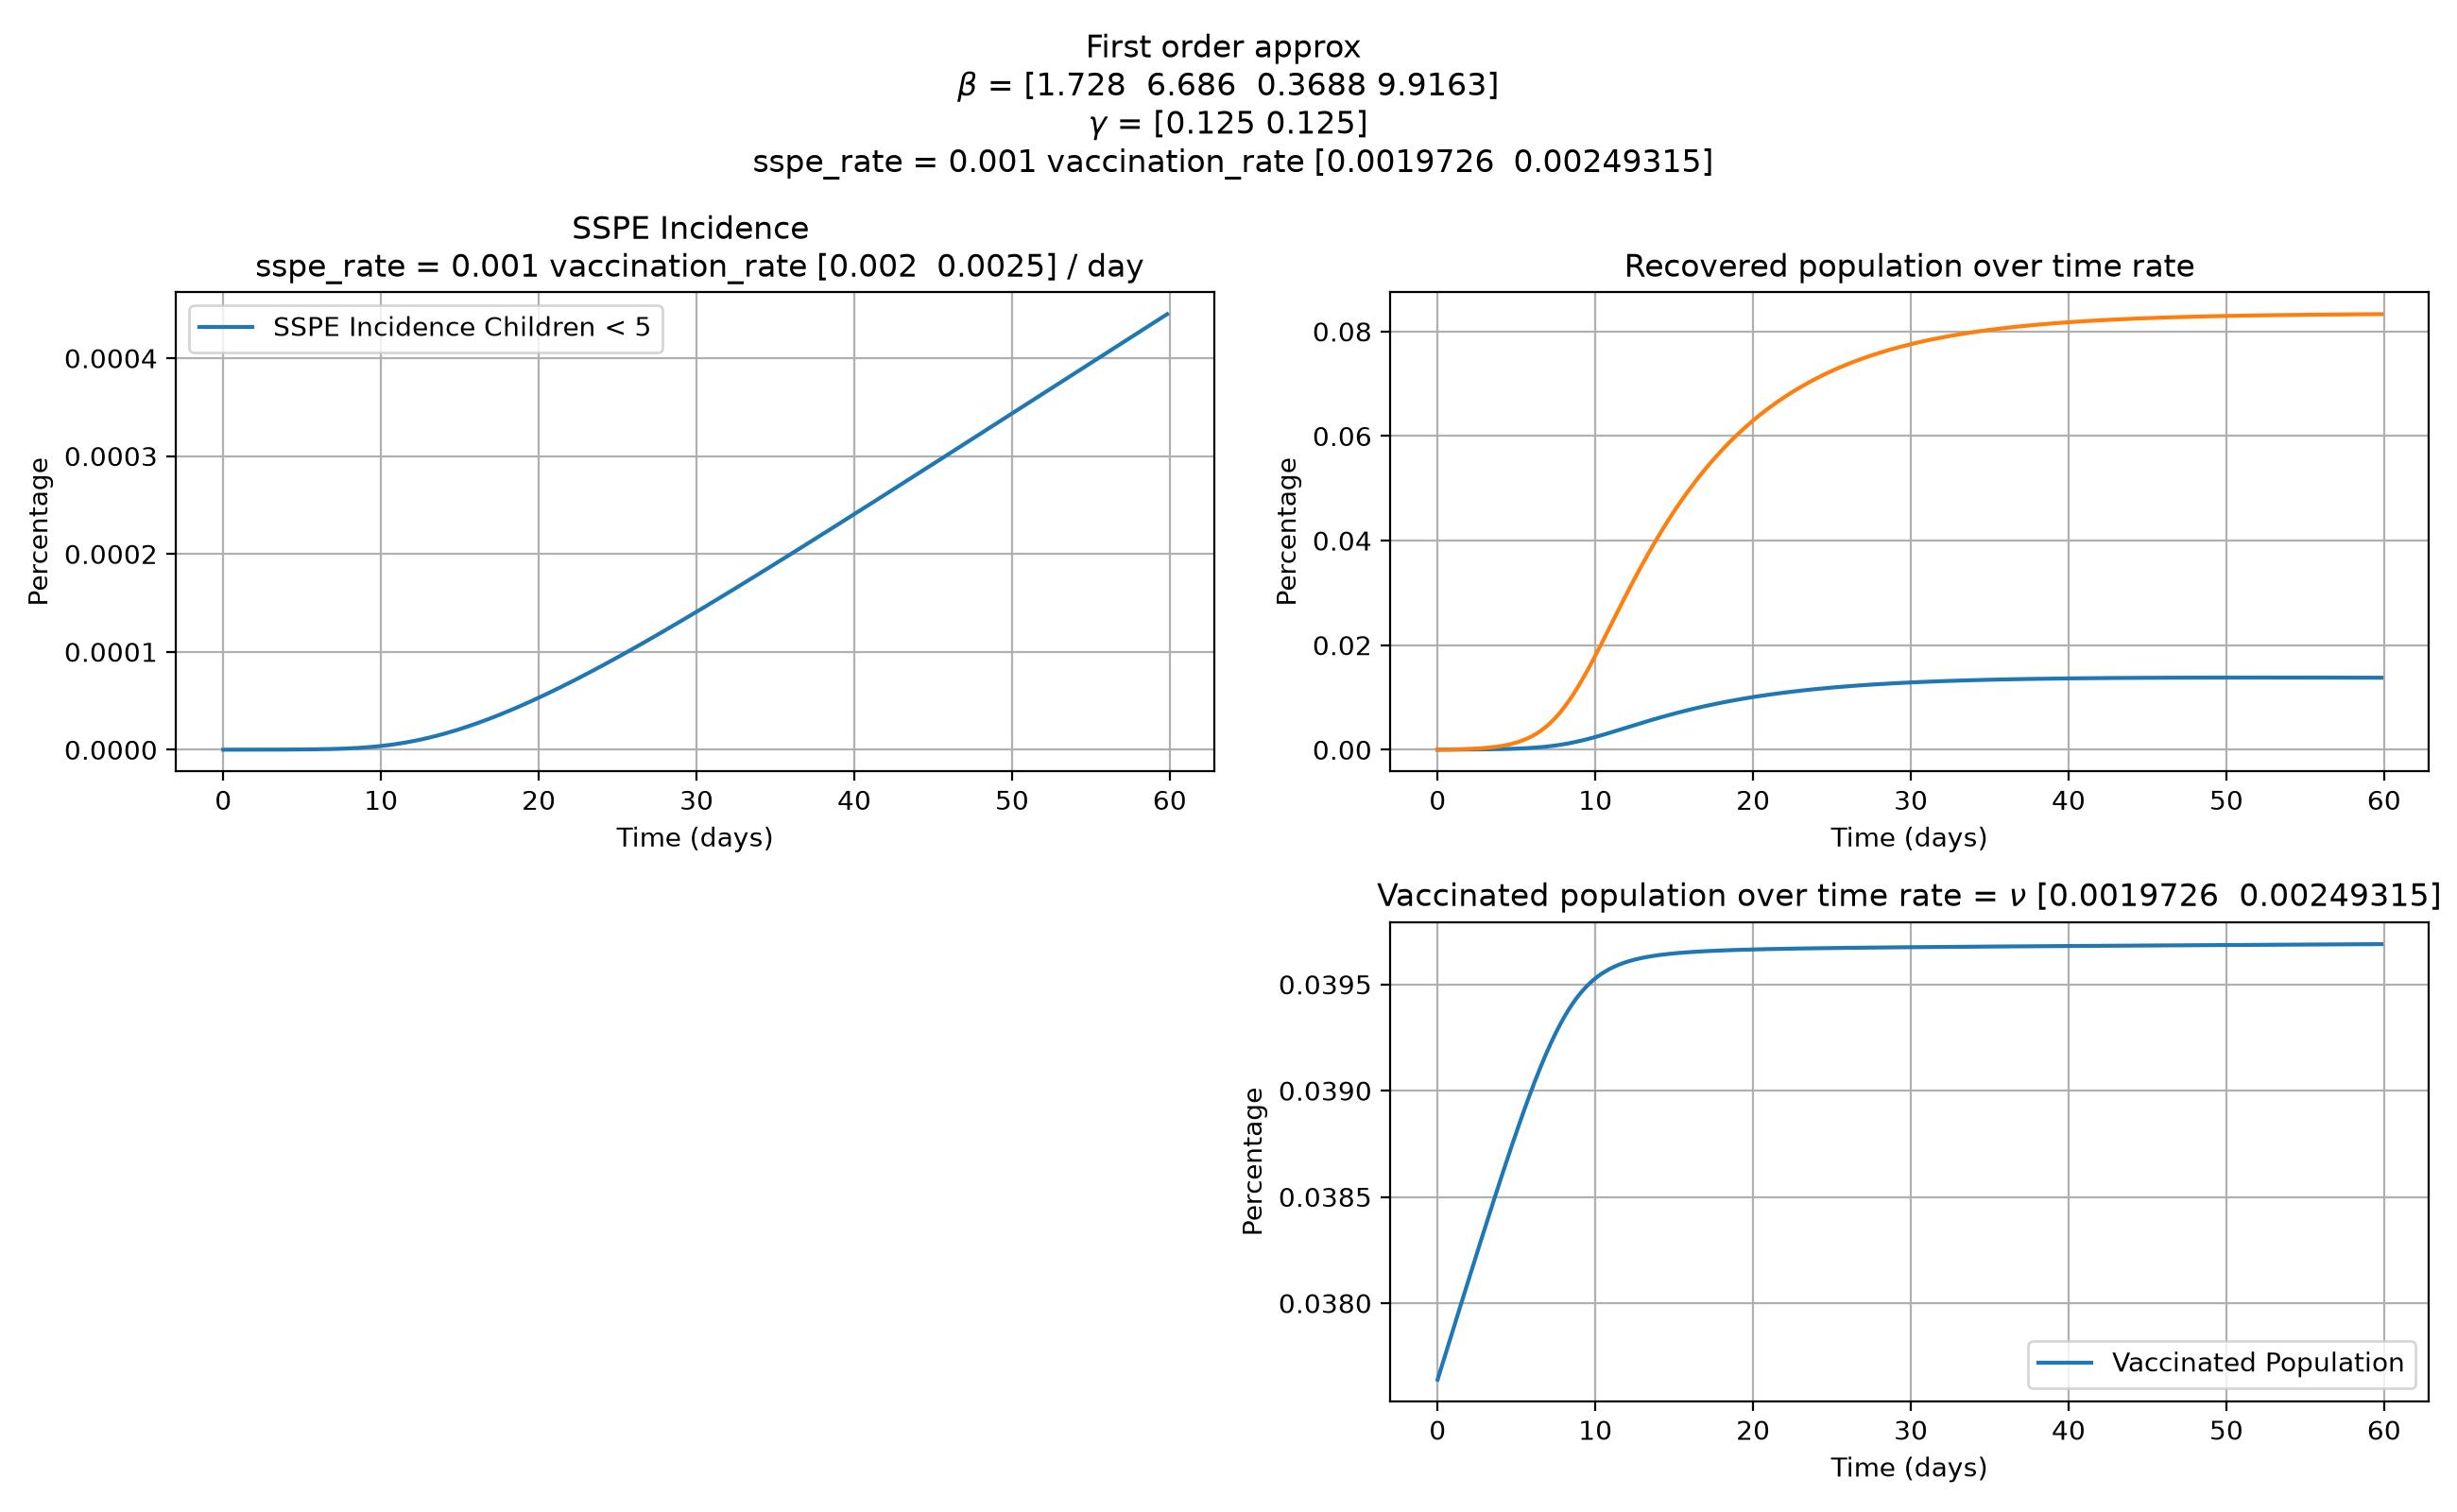 First order approx
β = [1.728  6.686  0.3688 9.9163]
γ = [0.125 0.125]
sspe_rate = 0.001 vaccination_rate [0.0019726  0.00249315]
SSPE Incidence
sspe_rate = 0.001 vaccination_rate [0.002  0.0025] / day
SSPE Incidence Children < 5
Percentage
0.0004
0.0003
0.0002
0.0001
0.0000
0 10 20 30 40 50 60
Time (days)
Recovered population over time rate
Percentage
0.08
0.06
0.04
0.02
0.00
0 10 20 30 40 50 60
Time (days)
Vaccinated population over time rate = ν [0.0019726  0.00249315]
Percentage
0.0395
0.0390
0.0385
0.0380
Vaccinated Population
0 10 20 30 40 50 60
Time (days)